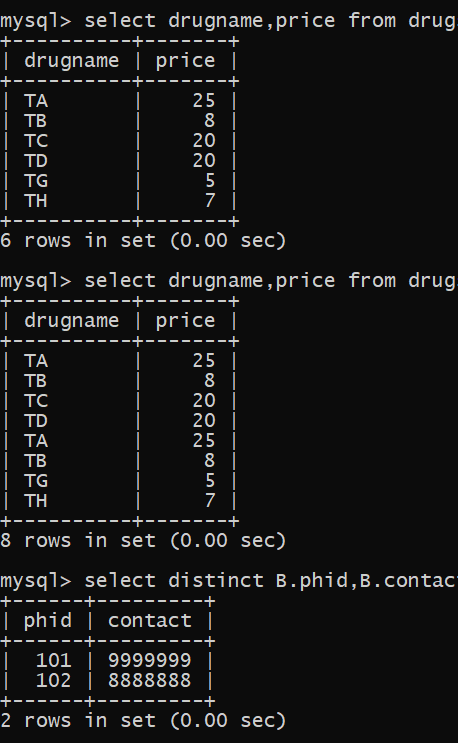 mysql> select drugname,price from drug
+----------+-------+
| drugname | price |
+----------+-------+
| TA       |    25 |
| TB       |     8 |
| TC       |    20 |
| TD       |    20 |
| TG       |     5 |
| TH       |     7 |
+----------+-------+
6 rows in set (0.00 sec)
mysql> select drugname,price from drug
+----------+-------+
| drugname | price |
+----------+-------+
| TA       |    25 |
| TB       |     8 |
| TC       |    20 |
| TD       |    20 |
| TA       |    25 |
| TB       |     8 |
| TG       |     5 |
| TH       |     7 |
+----------+-------+
8 rows in set (0.00 sec)
mysql> select distinct B.phid,B.contac
+------+---------+
| phid | contact |
+------+---------+
|  101 | 9999999 |
|  102 | 8888888 |
+------+---------+
2 rows in set (0.00 sec)